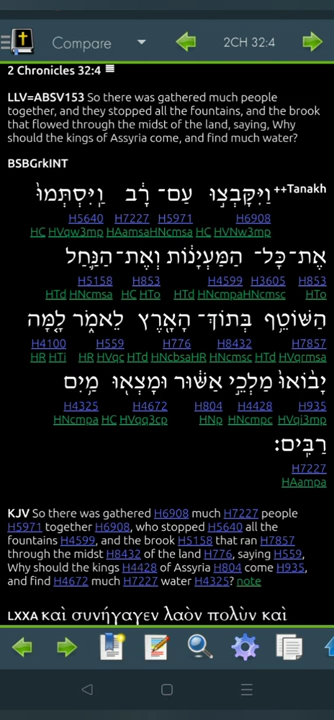 Compare 2CH 32:4
2 Chronicles 32:4
LLV=ABSV153 So there was gathered much people
together, and they stopped all the fountains, and the brook
that flowed through the midst of the land, saying, Why
should the kings of Assyria come, and find much water?
BSBGrkINT
++Tanakh וַיִּקָּבְצ֣וּ עַם־ רָ֔ב וַֽיִּסְתְּמוּ֙
H5640 H7227 H5971 H6908
HC HVqw3mp HAamsa HNcmsa HC HVNw3mp
אֶת־ כָּל־ הַמַּעְיָנ֔וֹת וְאֶת־ הַנַּ֛חַל
H5158 H853 H4599 H3605 H853
HTd HNcmsa HC HTo HTd HNcmpa HNcmsc HTo
הַשּׁוֹטֵ֥ף בְּתוֹךְ־ הָאָ֖רֶץ לֵאמֹ֑ר לָ֤מָּה
H4100 H559 H776 H8432 H7857
HR HTi HR HVqc HTd HNcbsa HR HNcmsc HTd HVqrmsa
יָב֙וֹאוּ֙ מַלְכֵ֣י אַשּׁ֔וּר וּמָצְא֖וּ מַ֥יִם
H4325 H4672 H804 H4428 H935
HNcmpa HC HVqq3cp HNp HNcmpc HVqi3mp
רַבִּֽים׃
H7227
HAampa
KJV So there was gathered H6908 much H7227 people
H5971 together H6908, who stopped H5640 all the
fountains H4599, and the brook H5158 that ran H7857
through the midst H8432 of the land H776, saying H559,
Why should the kings H4428 of Assyria H804 come H935,
and find H4672 much H7227 water H4325? note
LXXA καὶ συνήγαγεν λαὸν πολὺν καὶ